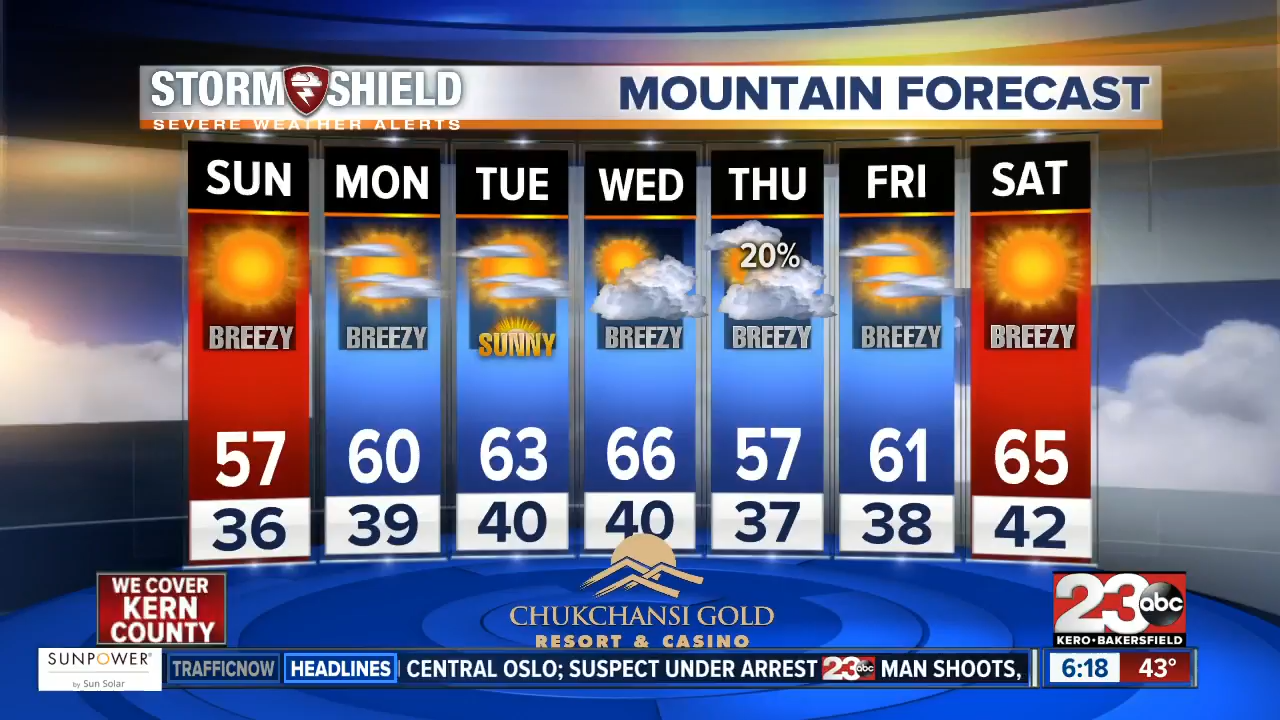 STORM SHIELD
SEVERE WEATHER ALERTS
MOUNTAIN FORECAST
SUN MON TUE WED THU FRI SAT
20%
BREEZY BREEZY SUNNY BREEZY BREEZY BREEZY BREEZY
57 60 63 66 57 61 65
36 39 40 40 37 38 42
WE COVER
KERN
COUNTY
CHUKCHANSI GOLD
RESORT & CASINO
23 abc
KERO•BAKERSFIELD
SUNPOWER®
by Sun Solar
TRAFFICNOW HEADLINES CENTRAL OSLO; SUSPECT UNDER ARREST 23 abc MAN SHOOTS, 6:18 43°